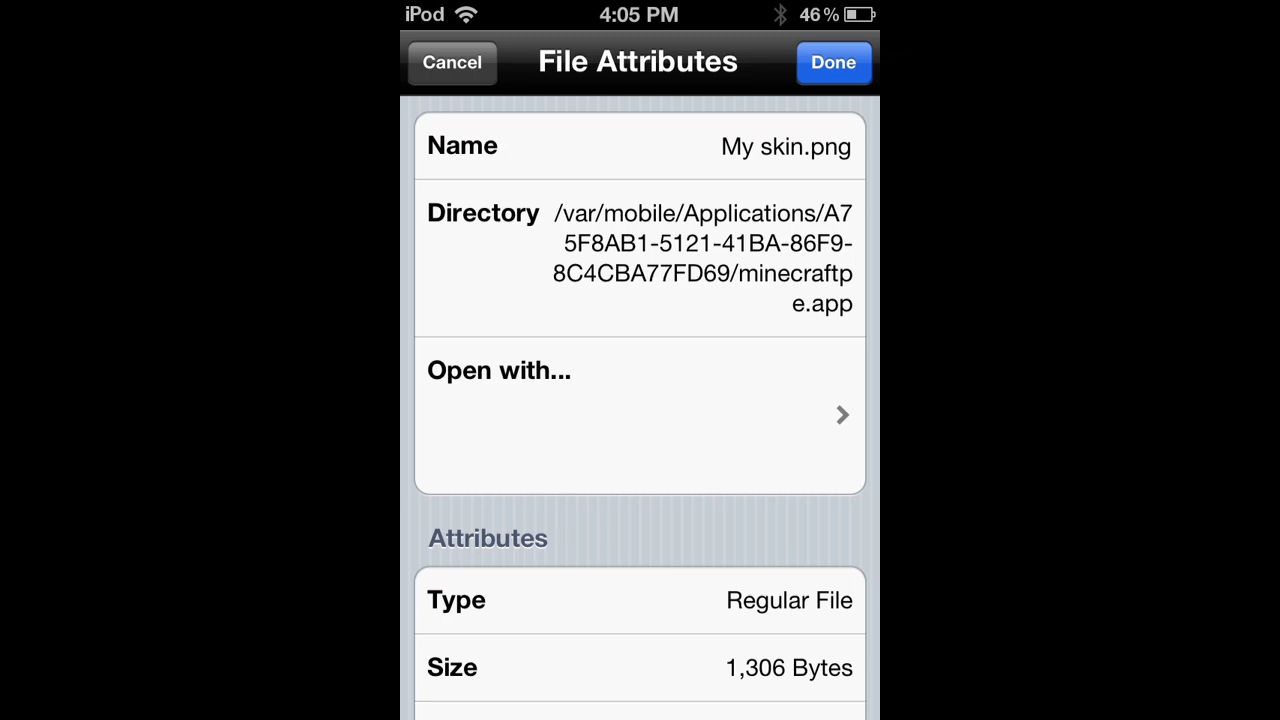 iPod 4:05 PM 46%
Cancel File Attributes Done
Name My skin.png
Directory /var/mobile/Applications/A7
5F8AB1-5121-41BA-86F9-
8C4CBA77FD69/minecraftp
e.app
Open with...
Attributes
Type Regular File
Size 1,306 Bytes